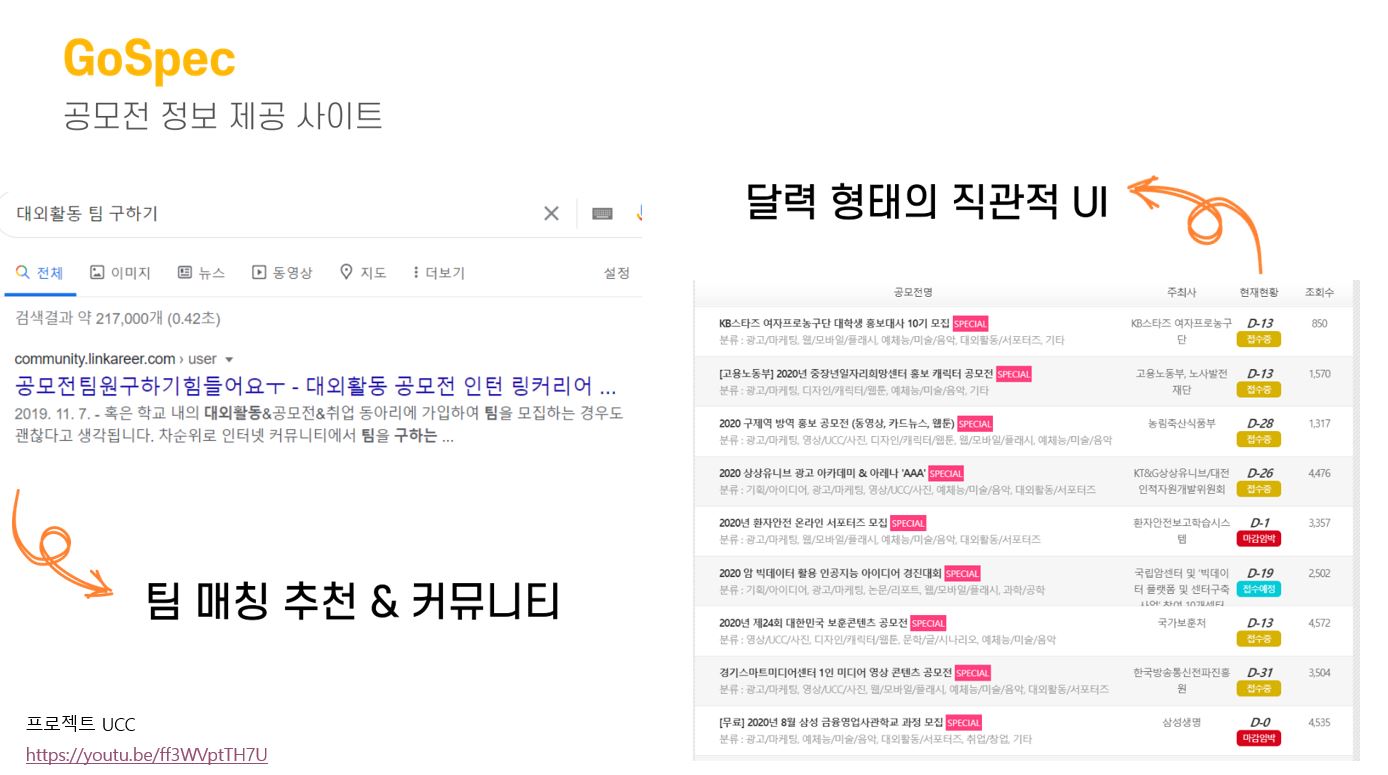 GoSpec
공모전 정보 제공 사이트
대외활동 팀 구하기
전체 이미지 뉴스 동영상 지도 더보기 설정
검색결과 약 217,000개 (0.42초)
community.linkareer.com › user
공모전팀원구하기힘들어요ㅜ - 대외활동 공모전 인턴 링커리어 ...
2019. 11. 7. - 혹은 학교 내의 대외활동&공모전&취업 동아리에 가입하여 팀을 모집하는 경우도
괜찮다고 생각됩니다. 차순위로 인터넷 커뮤니티에서 팀을 구하는 ...
팀 매칭 추천 & 커뮤니티
프로젝트 UCC
https://youtu.be/ff3WVptTH7U
달력 형태의 직관적 UI
공모전명 주최사 현재현황 조회수
KB스타즈 여자프로농구단 대학생 홍보대사 10기 모집 SPECIAL KB스타즈 여자프로농구 D-13 850
분류 : 광고/마케팅, 웹/모바일/플래시, 예체능/미술/음악, 대외활동/서포터즈, 기타 단 접수중
[고용노동부] 2020년 중장년일자리희망센터 홍보 캐릭터 공모전 SPECIAL 고용노동부, 노사발전 D-13 1,570
분류 : 광고/마케팅, 디자인/캐릭터/웹툰, 예체능/미술/음악, 기타 재단 접수중
2020 구제역 방역 홍보 공모전 (동영상, 카드뉴스, 웹툰) SPECIAL 농림축산식품부 D-28 1,317
분류 : 광고/마케팅, 영상/UCC/사진, 디자인/캐릭터/웹툰, 웹/모바일/플래시, 예체능/미술/음악 접수중
2020 상상유니브 광고 아카데미 & 아레나 'AAA' SPECIAL KT&G상상유니브/대전 D-26 4,476
분류 : 기획/아이디어, 광고/마케팅, 영상/UCC/사진, 예체능/미술/음악, 대외활동/서포터즈 인적자원개발위원회 접수중
2020년 환자안전 온라인 서포터즈 모집 SPECIAL 환자안전보고학습시스 D-1 3,357
분류 : 광고/마케팅, 웹/모바일/플래시, 예체능/미술/음악, 대외활동/서포터즈 템 마감임박
2020 암 빅데이터 활용 인공지능 아이디어 경진대회 SPECIAL 국립암센터 및 '빅데이 D-19 2,502
분류 : 기획/아이디어, 광고/마케팅, 논문/리포트, 웹/모바일/플래시, 과학/공학 터 플랫폼 및 센터구축 접수예정
2020년 제24회 대한민국 보훈콘텐츠 공모전 SPECIAL 국가보훈처 D-13 4,572
분류 : 영상/UCC/사진, 디자인/캐릭터/웹툰, 문학/글/시나리오, 예체능/미술/음악 접수중
경기스마트미디어센터 1인 미디어 영상 콘텐츠 공모전 SPECIAL 한국방송통신전파진흥 D-31 3,504
분류 : 광고/마케팅, 영상/UCC/사진, 웹/모바일/플래시, 예체능/미술/음악, 대외활동/서포터즈 원 접수중
[무료] 2020년 8월 삼성 금융영업사관학교 과정 모집 SPECIAL 삼성생명 D-0 4,535
분류 : 광고/마케팅, 예체능/미술/음악, 대외활동/서포터즈, 취업/창업, 기타 마감임박